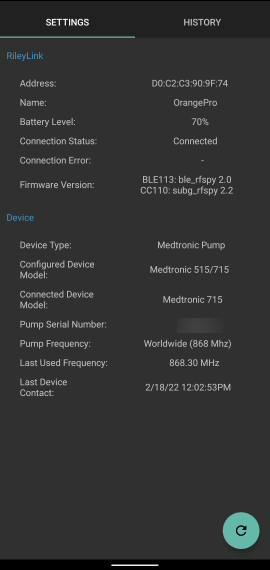 SETTINGS HISTORY
RileyLink
Address: D0:C2:C3:90:9F:74
Name: OrangePro
Battery Level: 70%
Connection Status: Connected
Connection Error: -
Firmware Version: BLE113: ble_rfspy 2.0
CC110: subg_rfspy 2.2
Device
Device Type: Medtronic Pump
Configured Device
Model: Medtronic 515/715
Connected Device
Model: Medtronic 715
Pump Serial Number:
Pump Frequency: Worldwide (868 Mhz)
Last Used Frequency: 868.30 MHz
Last Device
Contact: 2/18/22 12:02:53PM